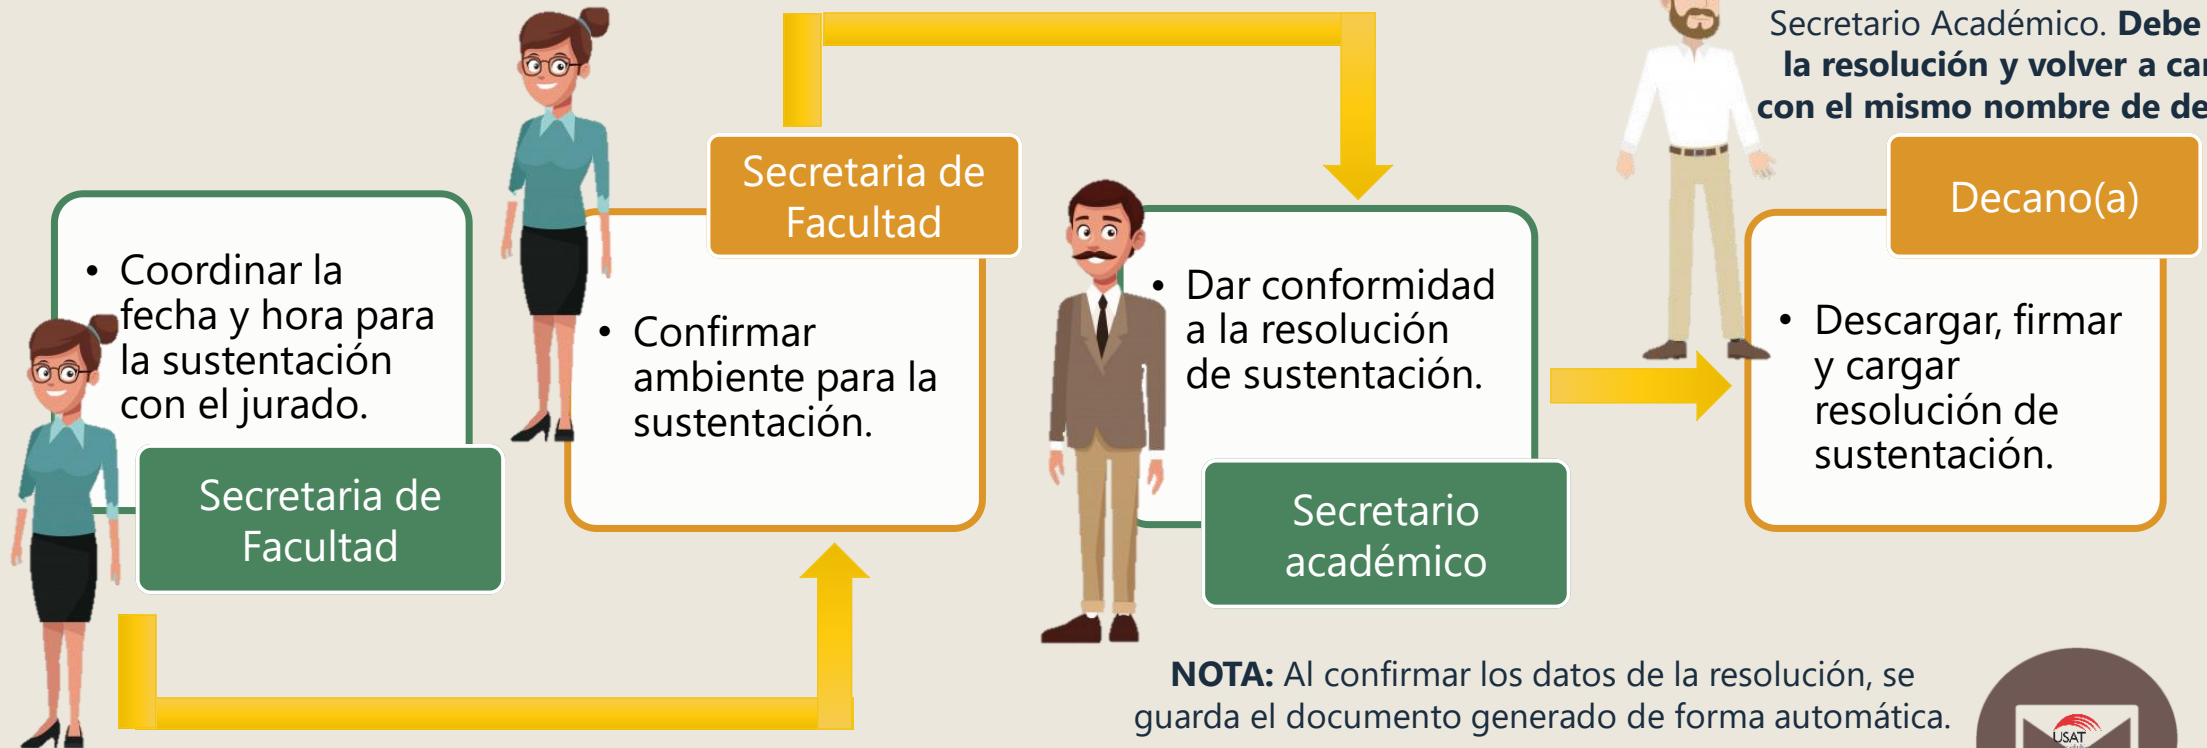 Secretario Académico. Debe
la resolución y volver a
con el mismo nombre de
Secretaria de
Facultad
Decano(a)
• Coordinar la
fecha y hora para
la sustentación
con el jurado.
Secretaria de
Facultad
• Confirmar
ambiente para la
sustentación.
• Dar conformidad
a la resolución
de sustentación.
Secretario
académico
• Descargar, firmar
y cargar
resolución de
sustentación.
NOTA: Al confirmar los datos de la resolución, se
guarda el documento generado de forma automática.
USAT